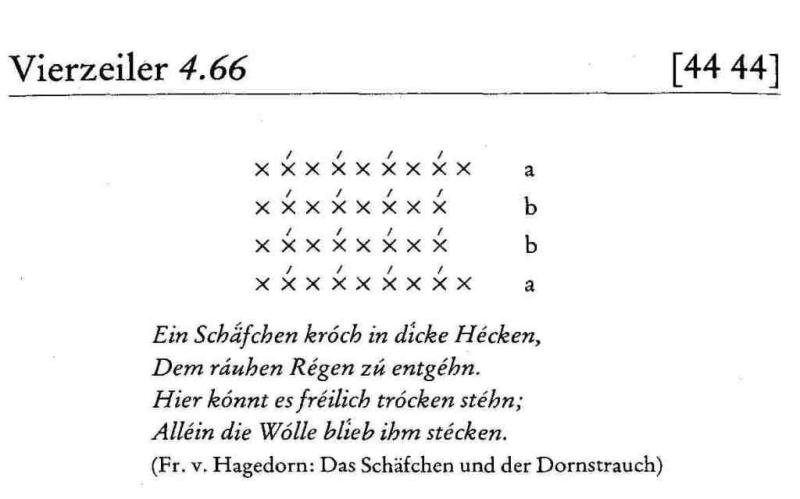 Vierzeiler 4.66 [44 44]
× x́ × x́ × x́ × x́ × a
× x́ × x́ × x́ × x́ b
× x́ × x́ × x́ × x́ b
× x́ × x́ × x́ × x́ × a
Ein Schä́fchen króch in dícke Hécken,
Dem ráuhen Régen zú entgéhn.
Hier kónnt es fréilich trócken stéhn;
Alléin die Wólle blíeb ihm stécken.
(Fr. v. Hagedorn: Das Schäfchen und der Dornstrauch)